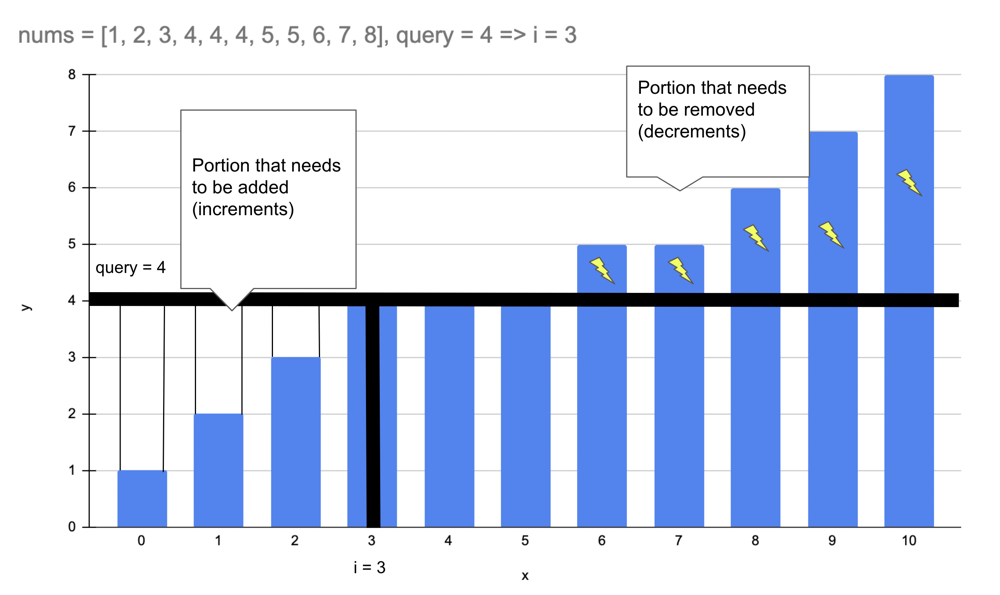 nums = [1, 2, 3, 4, 4, 4, 5, 5, 6, 7, 8], query = 4 => i = 3
8
7
6
5
4
3
2
1
0
y
query = 4
Portion that needs
to be added
(increments)
Portion that needs
to be removed
(decrements)
0 1 2 3 4 5 6 7 8 9 10
i = 3
x